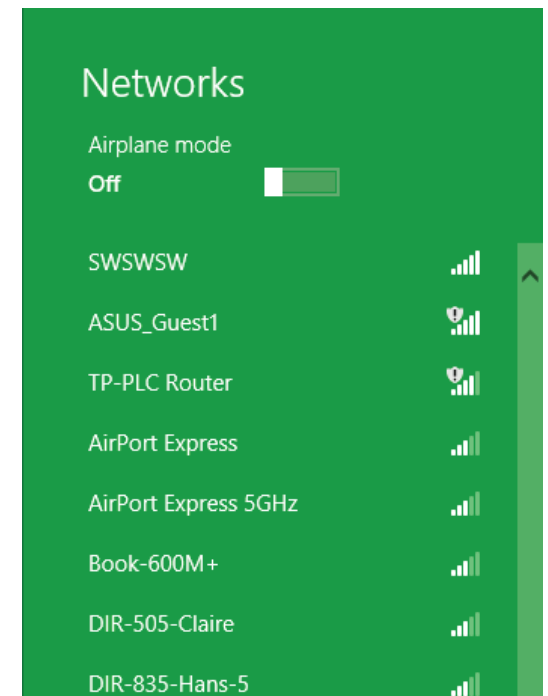 Networks
Airplane mode
Off
SWSWSW
ASUS_Guest1
TP-PLC Router
AirPort Express
AirPort Express 5GHz
Book-600M+
DIR-505-Claire
DIR-835-Hans-5